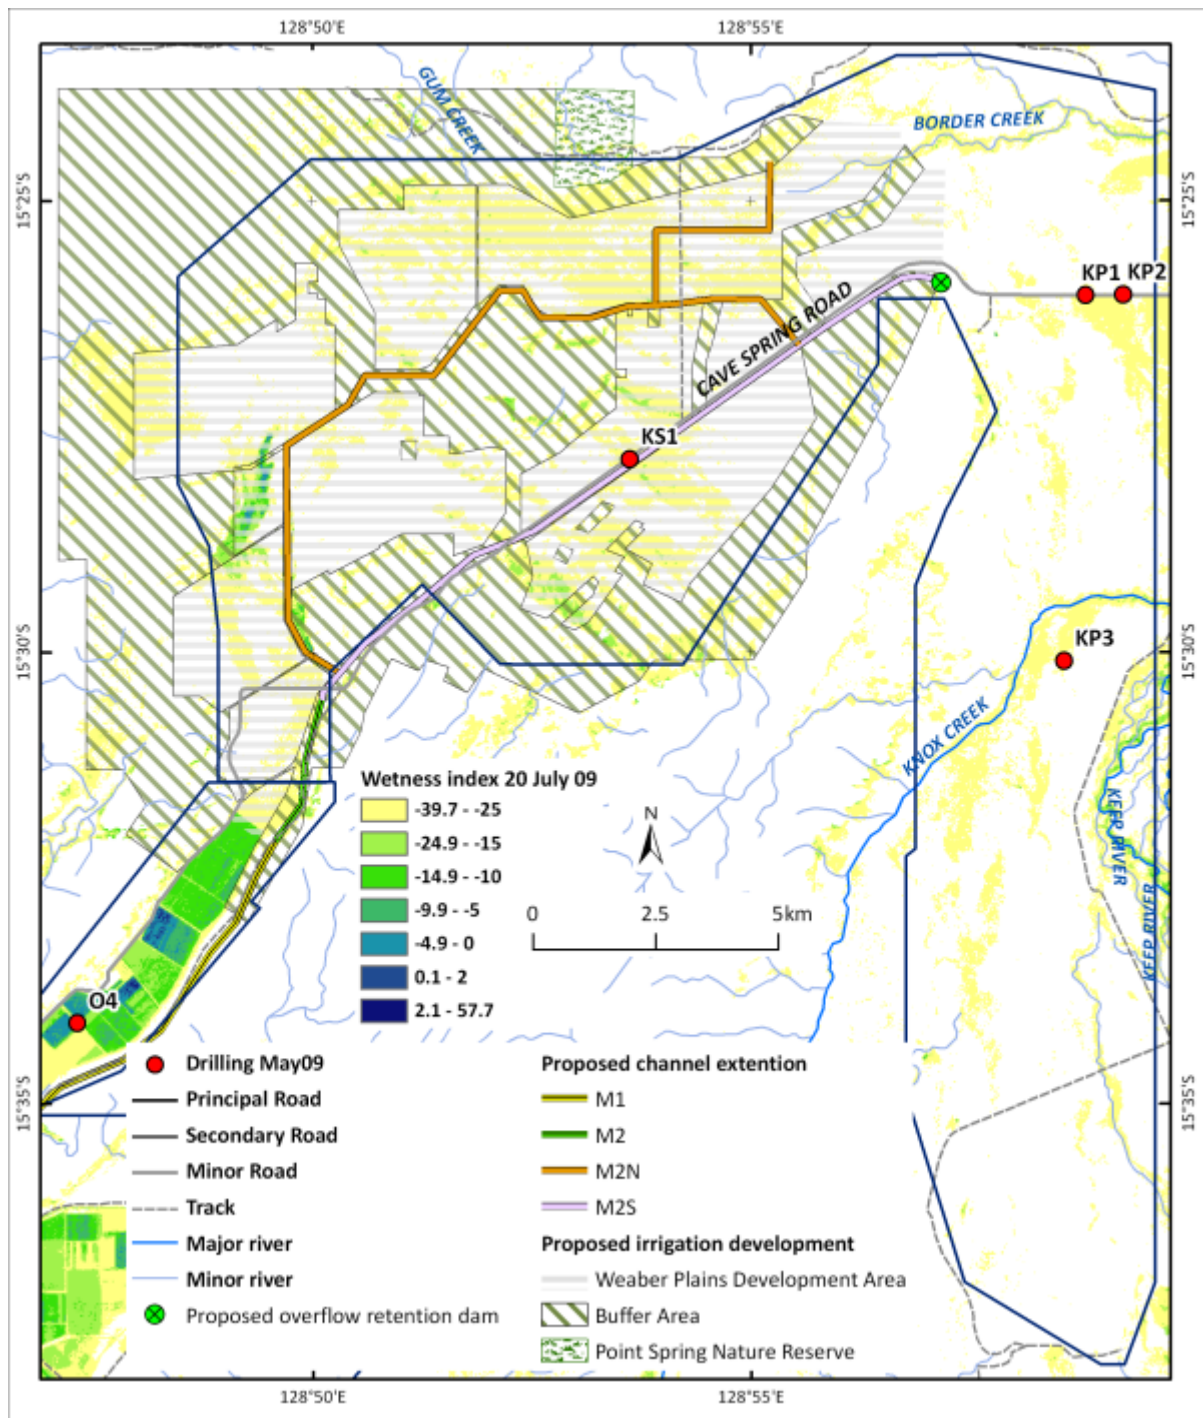 128°50'E
128°55'E
GUM CREEK
BORDER CREEK
15°25'S
15°25'S
KP1 KP2
CAVE SPRING ROAD
KS1
15°30'S
15°30'S
KP3
KNOX CREEK
KEEP RIVER
KEEP RIVER
Wetness index 20 July 09
-39.7 - -25
-24.9 - -15
-14.9 - -10
-9.9 - -5
-4.9 - 0
0.1 - 2
2.1 - 57.7
N
0 2.5 5km
O4
Drilling May09
Principal Road
Secondary Road
Minor Road
Track
Major river
Minor river
Proposed overflow retention dam
Proposed channel extention
M1
M2
M2N
M2S
Proposed irrigation development
Weaber Plains Development Area
Buffer Area
Point Spring Nature Reserve
15°35'S
15°35'S
128°50'E
128°55'E